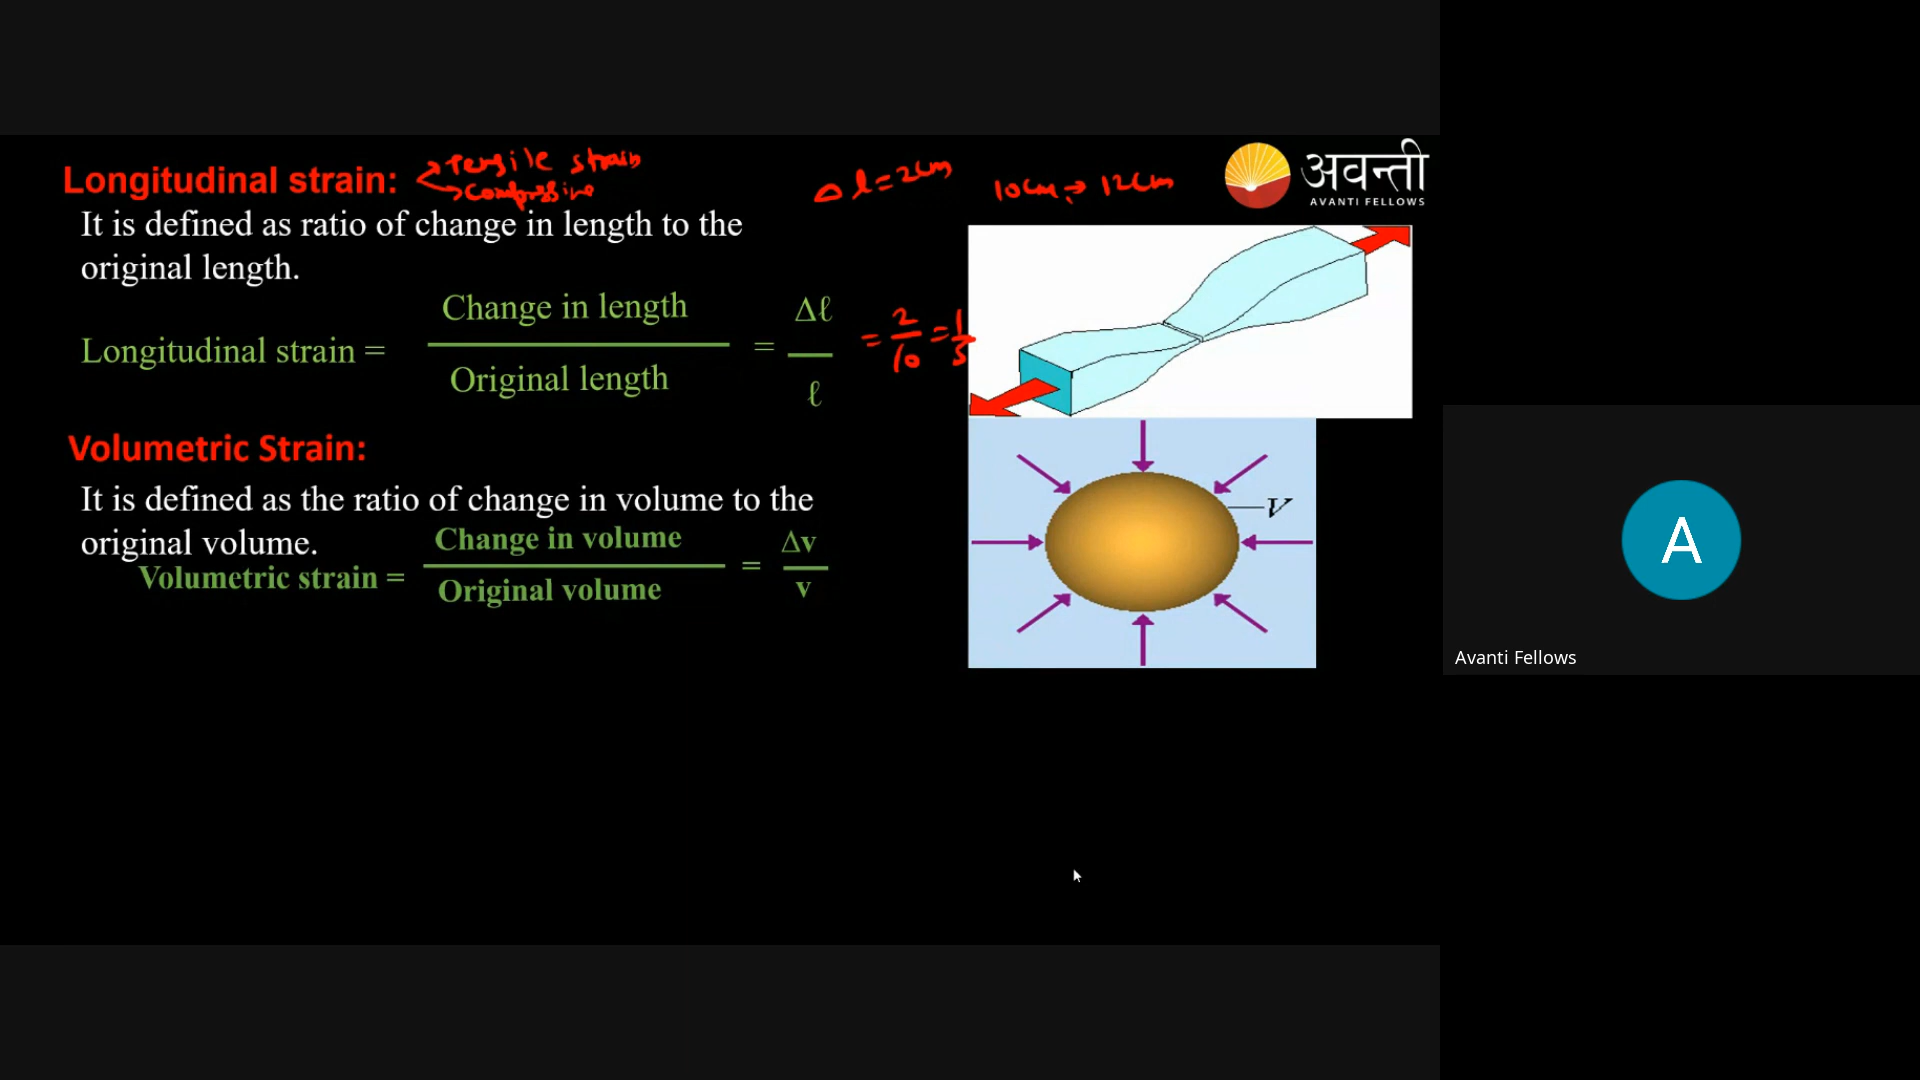 Longitudinal strain:
Tensile strain
Compressive
Δl = 2cm
10cm → 12cm
अवन्ती
AVANTI FELLOWS
It is defined as ratio of change in length to the
original length.
Longitudinal strain = Change in length / Original length = Δℓ / ℓ = 2/10 = 1/5
Volumetric Strain:
It is defined as the ratio of change in volume to the
original volume.
Volumetric strain = Change in volume / Original volume = Δv / v
V
A
Avanti Fellows